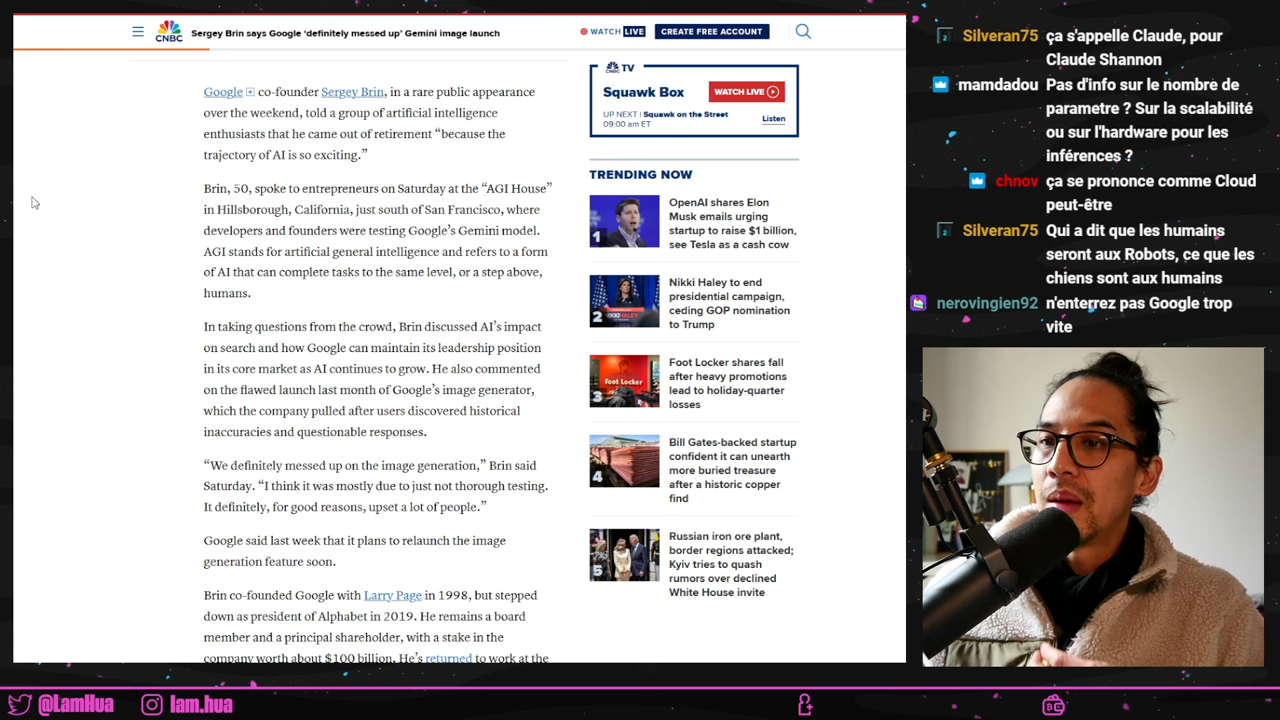 CNBC
Sergey Brin says Google ‘definitely messed up’ Gemini image launch
WATCH LIVE
CREATE FREE ACCOUNT
Google co-founder Sergey Brin, in a rare public appearance
over the weekend, told a group of artificial intelligence
enthusiasts that he came out of retirement “because the
trajectory of AI is so exciting.”
Brin, 50, spoke to entrepreneurs on Saturday at the “AGI House”
in Hillsborough, California, just south of San Francisco, where
developers and founders were testing Google’s Gemini model.
AGI stands for artificial general intelligence and refers to a form
of AI that can complete tasks to the same level, or a step above,
humans.
In taking questions from the crowd, Brin discussed AI’s impact
on search and how Google can maintain its leadership position
in its core market as AI continues to grow. He also commented
on the flawed launch last month of Google’s image generator,
which the company pulled after users discovered historical
inaccuracies and questionable responses.
“We definitely messed up on the image generation,” Brin said
Saturday. “I think it was mostly due to just not thorough testing.
It definitely, for good reasons, upset a lot of people.”
Google said last week that it plans to relaunch the image
generation feature soon.
Brin co-founded Google with Larry Page in 1998, but stepped
down as president of Alphabet in 2019. He remains a board
member and a principal shareholder, with a stake in the
company worth about $100 billion. He’s returned to work at the
CNBC TV
Squawk Box
WATCH LIVE
UP NEXT | Squawk on the Street
09:00 am ET
Listen
TRENDING NOW
1
OpenAI shares Elon
Musk emails urging
startup to raise $1 billion,
see Tesla as a cash cow
2
Nikki Haley to end
presidential campaign,
ceding GOP nomination
to Trump
Foot Locker
3
Foot Locker shares fall
after heavy promotions
lead to holiday-quarter
losses
4
Bill Gates-backed startup
confident it can unearth
more buried treasure
after a historic copper
find
5
Russian iron ore plant,
border regions attacked;
Kyiv tries to quash
rumors over declined
White House invite
Silveran75 ça s'appelle Claude, pour
Claude Shannon
mamdadou Pas d'info sur le nombre de
parametre ? Sur la scalabilité
ou sur l'hardware pour les
inférences ?
chnov ça se prononce comme Cloud
peut-être
Silveran75 Qui a dit que les humains
seront aux Robots, ce que les
chiens sont aux humains
nerovingien92 n'enterrez pas Google trop
vite
@LamHua
lam.hua